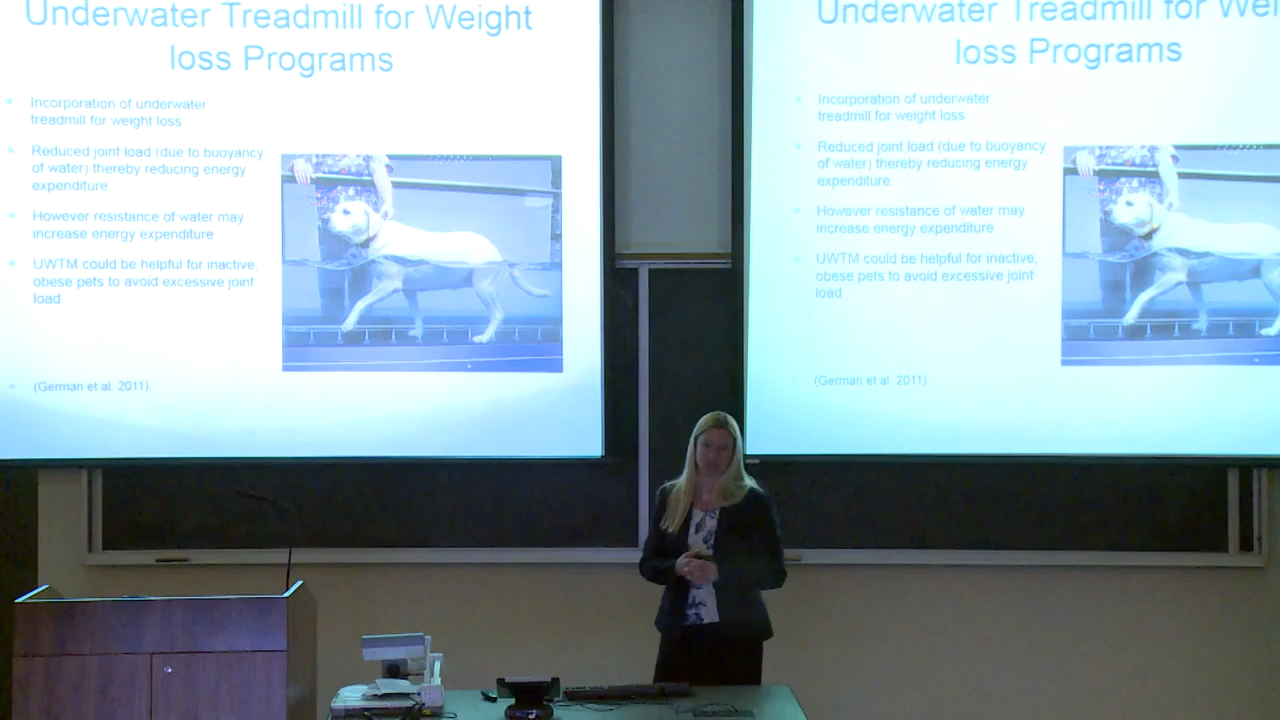 Underwater Treadmill for Weight
loss Programs
Incorporation of underwater
treadmill for weight loss
Reduced joint load (due to buoyancy
of water) thereby reducing energy
expenditure
However resistance of water may
increase energy expenditure
UWTM could be helpful for inactive,
obese pets to avoid excessive joint
load
(German et al. 2011).
Underwater Treadmill for Wei
loss Programs
Incorporation of underwater
treadmill for weight loss
Reduced joint load (due to buoyancy
of water) thereby reducing energy
expenditure
However resistance of water may
increase energy expenditure
UWTM could be helpful for inactive,
obese pets to avoid excessive joint
load
(German et al. 2011)